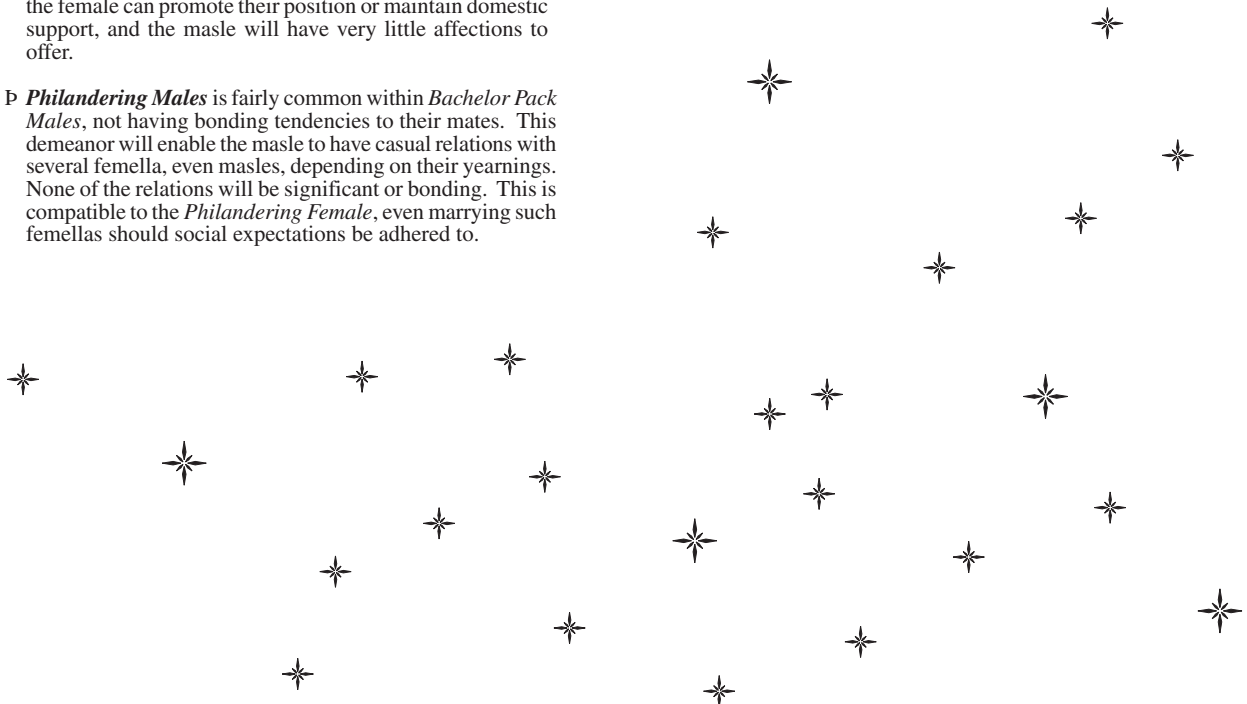 the female can promote their position or maintain domestic
support, and the masle will have very little affections to
offer.
Þ Philandering Males is fairly common within Bachelor Pack
Males, not having bonding tendencies to their mates. This
demeanor will enable the masle to have casual relations with
several femella, even masles, depending on their yearnings.
None of the relations will be significant or bonding. This is
compatible to the Philandering Female, even marrying such
femellas should social expectations be adhered to.